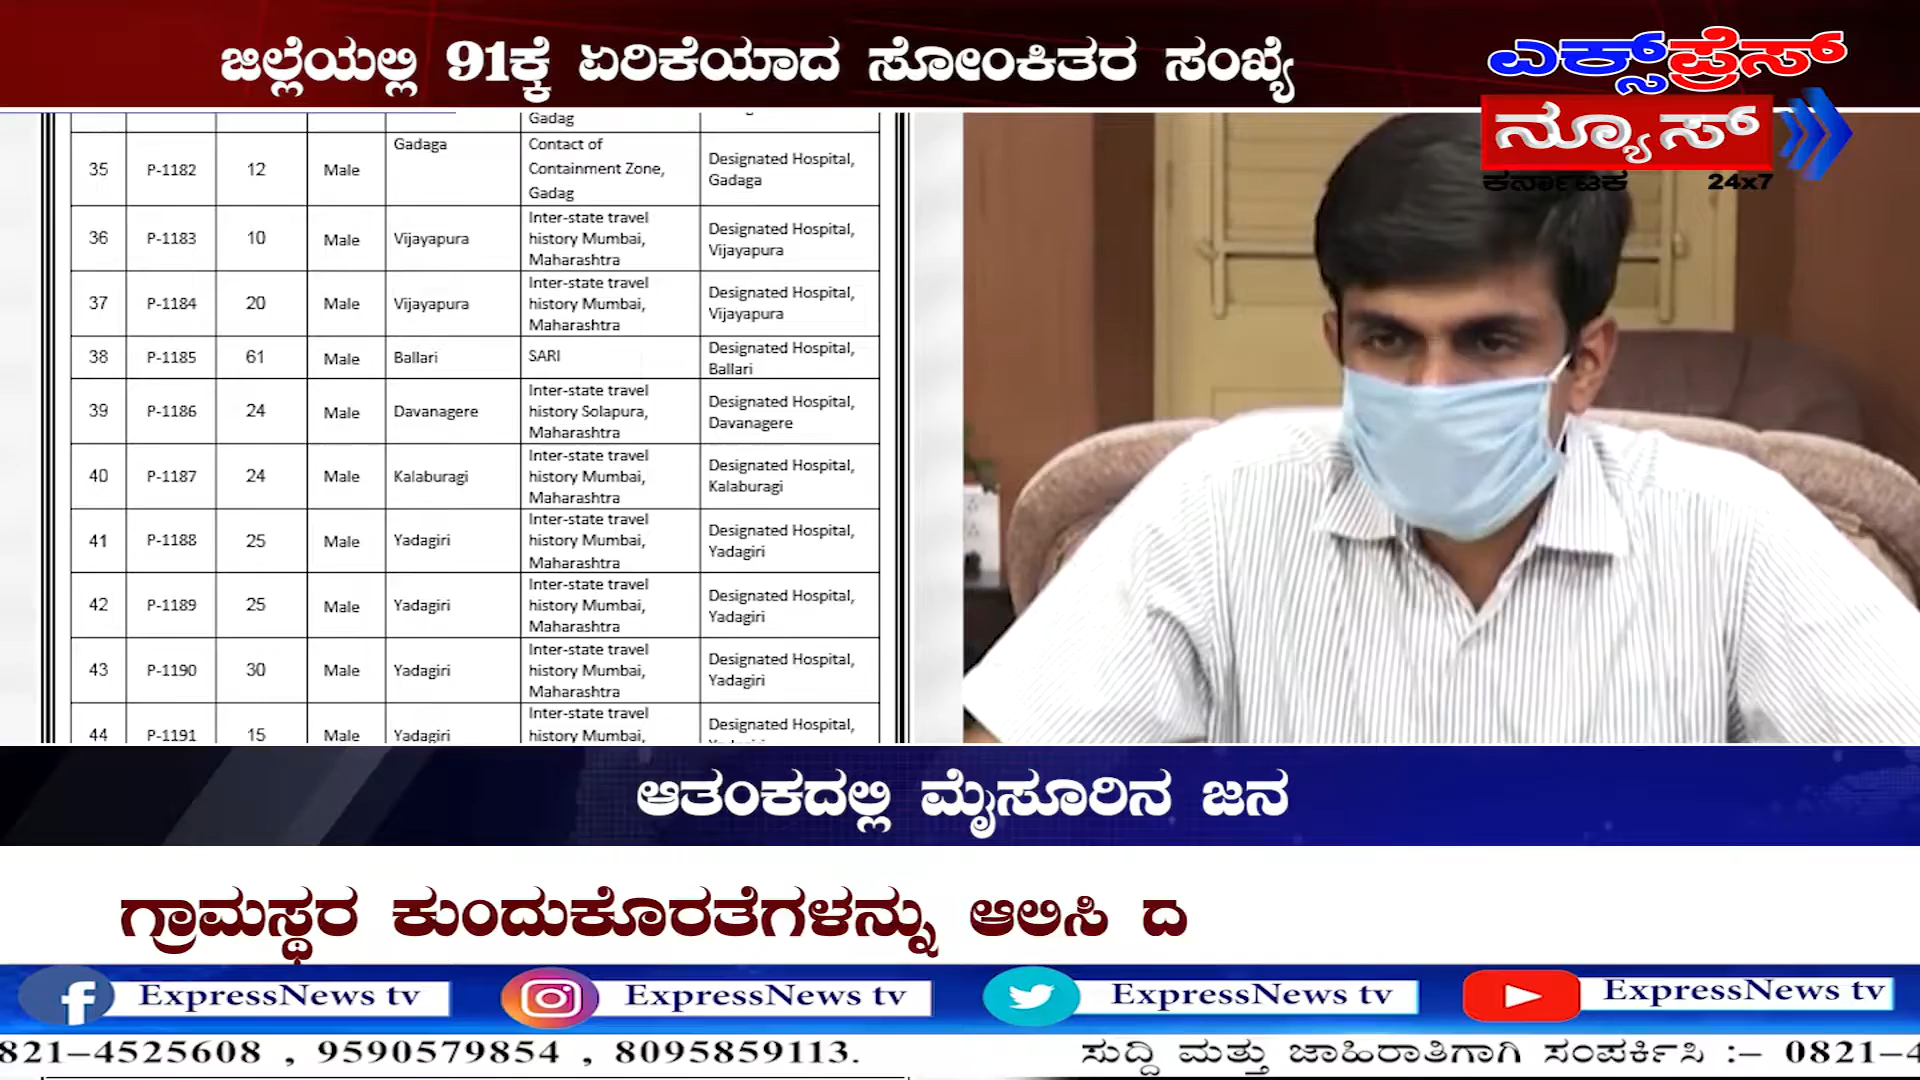 ಜಿಲ್ಲೆಯಲ್ಲಿ 91ಕ್ಕೆ ಏರಿಕೆಯಾದ ಸೋಂಕಿತರ ಸಂಖ್ಯೆ
ಎಕ್ಸ್‌ಪ್ರೆಸ್
ನ್ಯೂಸ್
ಕರ್ನಾಟಕ 24x7
Gadag
35 P-1182 12 Male Gadaga Contact of Containment Zone, Gadag Designated Hospital, Gadaga
36 P-1183 10 Male Vijayapura Inter-state travel history Mumbai, Maharashtra Designated Hospital, Vijayapura
37 P-1184 20 Male Vijayapura Inter-state travel history Mumbai, Maharashtra Designated Hospital, Vijayapura
38 P-1185 61 Male Ballari SARI Designated Hospital, Ballari
39 P-1186 24 Male Davanagere Inter-state travel history Solapura, Maharashtra Designated Hospital, Davanagere
40 P-1187 24 Male Kalaburagi Inter-state travel history Mumbai, Maharashtra Designated Hospital, Kalaburagi
41 P-1188 25 Male Yadagiri Inter-state travel history Mumbai, Maharashtra Designated Hospital, Yadagiri
42 P-1189 25 Male Yadagiri Inter-state travel history Mumbai, Maharashtra Designated Hospital, Yadagiri
43 P-1190 30 Male Yadagiri Inter-state travel history Mumbai, Maharashtra Designated Hospital, Yadagiri
44 P-1191 15 Male Yadagiri Inter-state travel history Mumbai, Designated Hospital,
ಆತಂಕದಲ್ಲಿ ಮೈಸೂರಿನ ಜನ
ಗ್ರಾಮಸ್ಥರ ಕುಂದುಕೊರತೆಗಳನ್ನು ಆಲಿಸಿ ದ
ExpressNews tv ExpressNews tv ExpressNews tv ExpressNews tv
821-4525608 , 9590579854 , 8095859113. ಸುದ್ದಿ ಮತ್ತು ಜಾಹಿರಾತಿಗಾಗಿ ಸಂಪರ್ಕಿಸಿ :- 0821-4